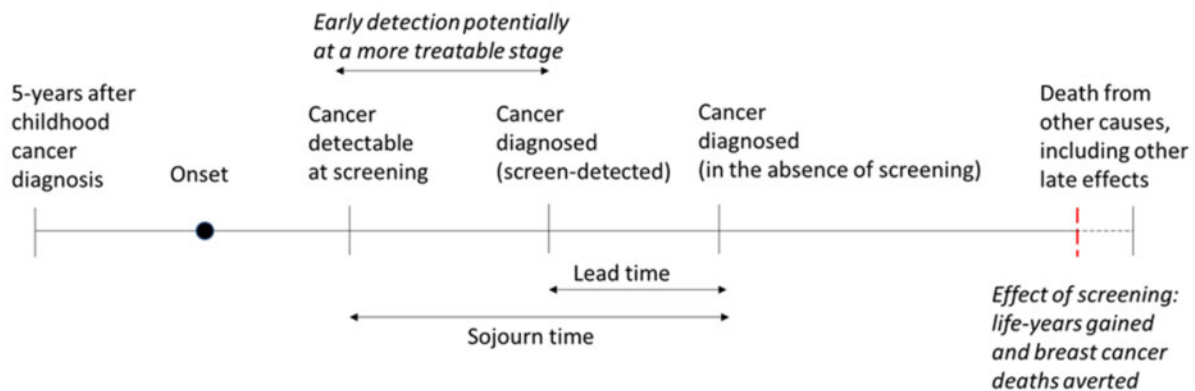 Early detection potentially
at a more treatable stage
5-years after
childhood
cancer
diagnosis
Onset
Cancer
detectable
at screening
Cancer
diagnosed
(screen-detected)
Cancer
diagnosed
(in the absence of screening)
Death from
other causes,
including other
late effects
Lead time
Sojourn time
Effect of screening:
life-years gained
and breast cancer
deaths averted